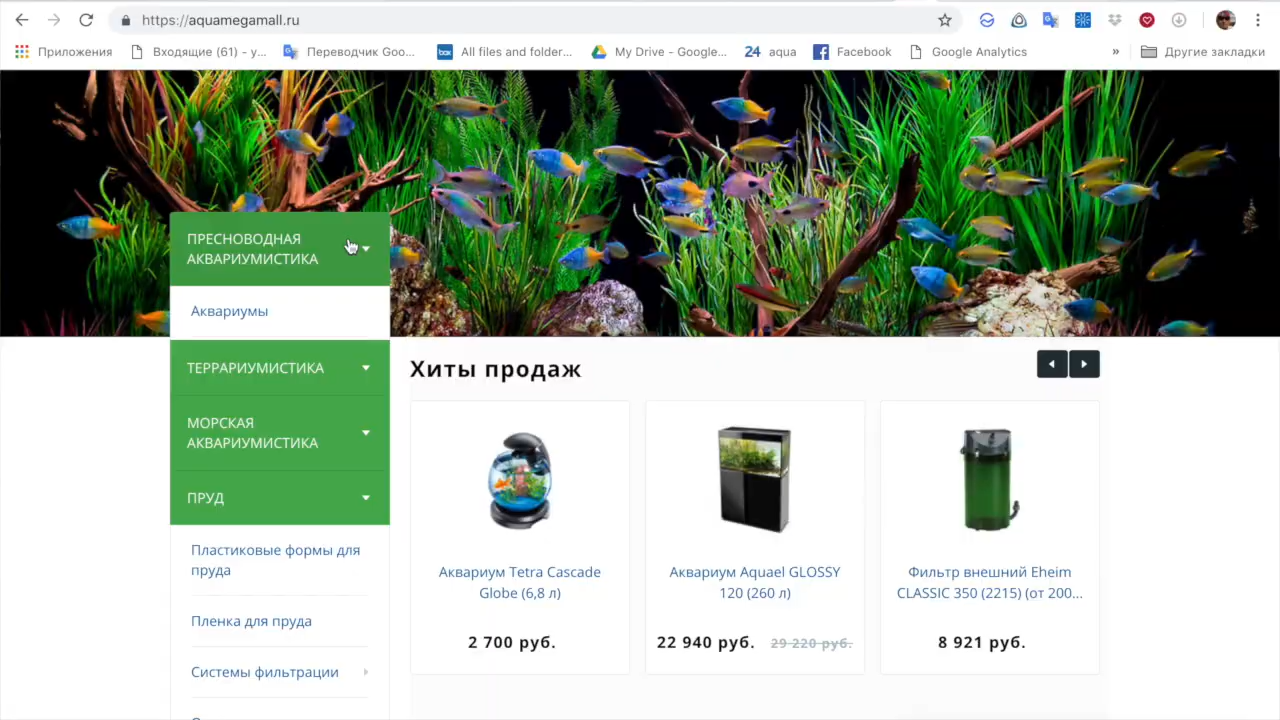 https://aquamegamall.ru
Приложения
Входящие (61) - y...
Переводчик Goo...
box
All files and folder...
My Drive - Google...
24 aqua
Facebook
Google Analytics
»
Другие закладки
ПРЕСНОВОДНАЯ
АКВАРИУМИСТИКА
Аквариумы
ТЕРРАРИУМИСТИКА
МОРСКАЯ
АКВАРИУМИСТИКА
ПРУД
Пластиковые формы для
пруда
Пленка для пруда
Системы фильтрации
Хиты продаж
Аквариум Tetra Cascade
Globe (6,8 л)
2 700 руб.
Аквариум Aquael GLOSSY
120 (260 л)
22 940 руб. 29 220 руб.
Фильтр внешний Eheim
CLASSIC 350 (2215) (от 200...
8 921 руб.